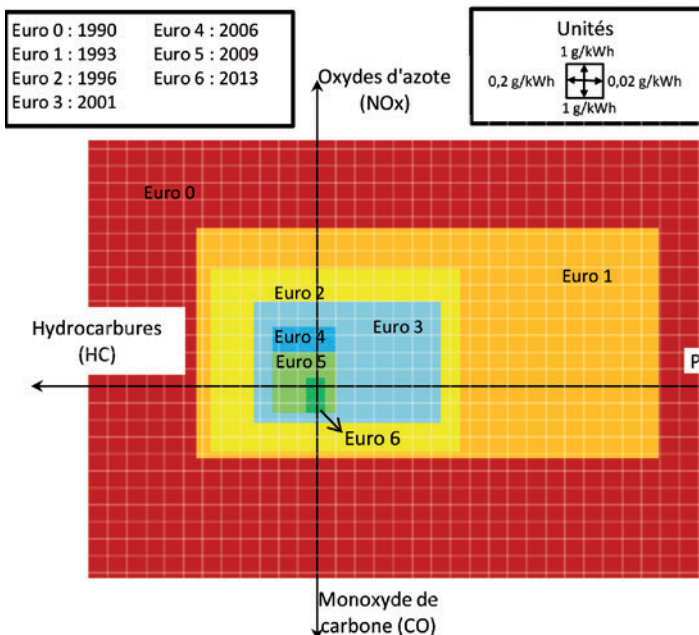 Euro 0 : 1990 Euro 4 : 2006
Euro 1 : 1993 Euro 5 : 2009
Euro 2 : 1996 Euro 6 : 2013
Euro 3 : 2001
Unités
1 g/kWh
0,2 g/kWh 0,02 g/kWh
1 g/kWh
Oxydes d'azote
(NOx)
Euro 0
Euro 1
Euro 2
Euro 3
Euro 4
Euro 5
Euro 6
Hydrocarbures
(HC)
P
Monoxyde de
carbone (CO)